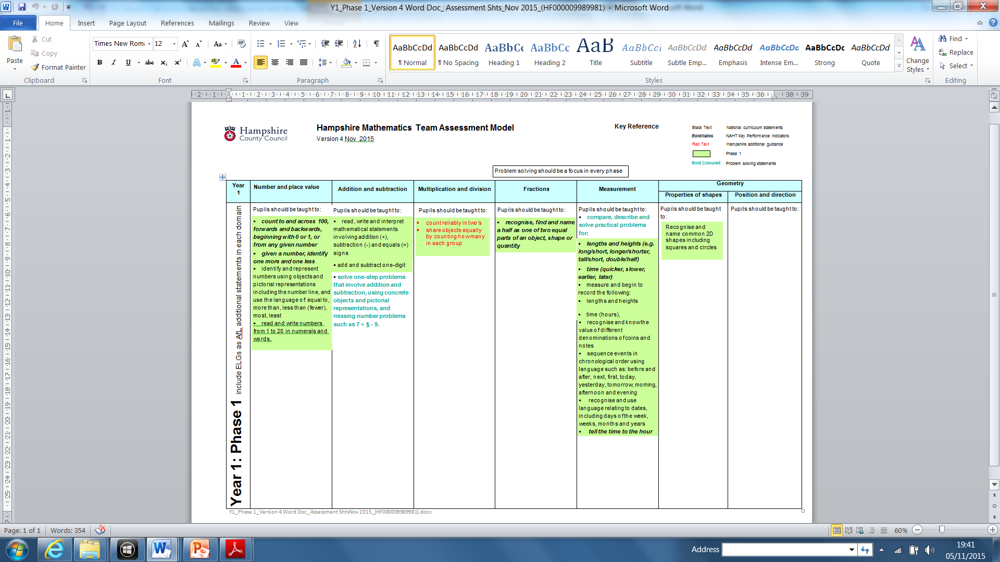 Y1_Phase 1_Version 4 Word Doc_ Assessment Shts_Nov 2015_(HF000009989981) - Microsoft Word
File Home Insert Page Layout References Mailings Review View
Paste
Cut
Copy
Format Painter
Clipboard
Times New Roma 12
Font
Paragraph
AaBbCcDd AaBbCcDd AaBbCc AaBbCc AaB AaBbCcI AaBbCcDd AaBbCcDd AaBbCcDd AaBbCcDc AaBbCcDd
¶ Normal ¶ No Spacing Heading 1 Heading 2 Title Subtitle Subtle Emp... Emphasis Intense Em... Strong Quote
Styles
Change
Styles
Find
Replace
Select
Editing
Hampshire
County Council
Hampshire Mathematics Team Assessment Model
Version 4 Nov 2015
Key Reference
Black Text National curriculum statements
Bold/Italics NAHT Key Performance Indicators
Red Text Hampshire additional guidance
Phase 1
Bold Coloured Problem solving statements
Problem solving should be a focus in every phase
Year
1
Number and place value
Addition and subtraction
Multiplication and division
Fractions
Measurement
Geometry
Properties of shapes
Position and direction
Year 1: Phase 1 include ELGs as AfL additional statements in each domain
Pupils should be taught to:
▪ count to and across 100,
forwards and backwards,
beginning with 0 or 1, or
from any given number
▪ given a number, identify
one more and one less
▪ identify and represent
numbers using objects and
pictorial representations
including the number line, and
use the language of: equal to,
more than, less than (fewer),
most, least
▪ read and write numbers
from 1 to 20 in numerals and
words.
Pupils should be taught to:
▪ read, write and interpret
mathematical statements
involving addition (+),
subtraction (-) and equals (=)
signs
▪ add and subtract one-digit
▪ solve one-step problems
that involve addition and
subtraction, using concrete
objects and pictorial
representations, and
missing number problems
such as 7 = § - 9.
Pupils should be taught to:
• count reliably in two's
• share objects equally
by counting how many
in each group
Pupils should be taught to:
▪ recognise, find and name
a half as one of two equal
parts of an object, shape or
quantity
Pupils should be taught to:
▪ compare, describe and
solve practical problems
for:
▪ lengths and heights (e.g.
long/short, longer/shorter,
tall/short, double/half)
▪ time (quicker, slower,
earlier, later)
▪ measure and begin to
record the following:
▪ lengths and heights
▪ time (hours),
▪ recognise and know the
value of different
denominations of coins and
notes
▪ sequence events in
chronological order using
language such as: before and
after, next, first, today,
yesterday, tomorrow, morning,
afternoon and evening
▪ recognise and use
language relating to dates,
including days of the week,
weeks, months and years
▪ tell the time to the hour
Pupils should be taught
to:
Recognise and
name common 2D
shapes including
squares and circles
Pupils should be taught to:
Y1_Phase 1_Version 4 Word Doc_ Assessment ShtsNov 2015_(HF000009989981).docx
Page: 1 of 1 Words: 354
60%
Address
19:41
05/11/2015